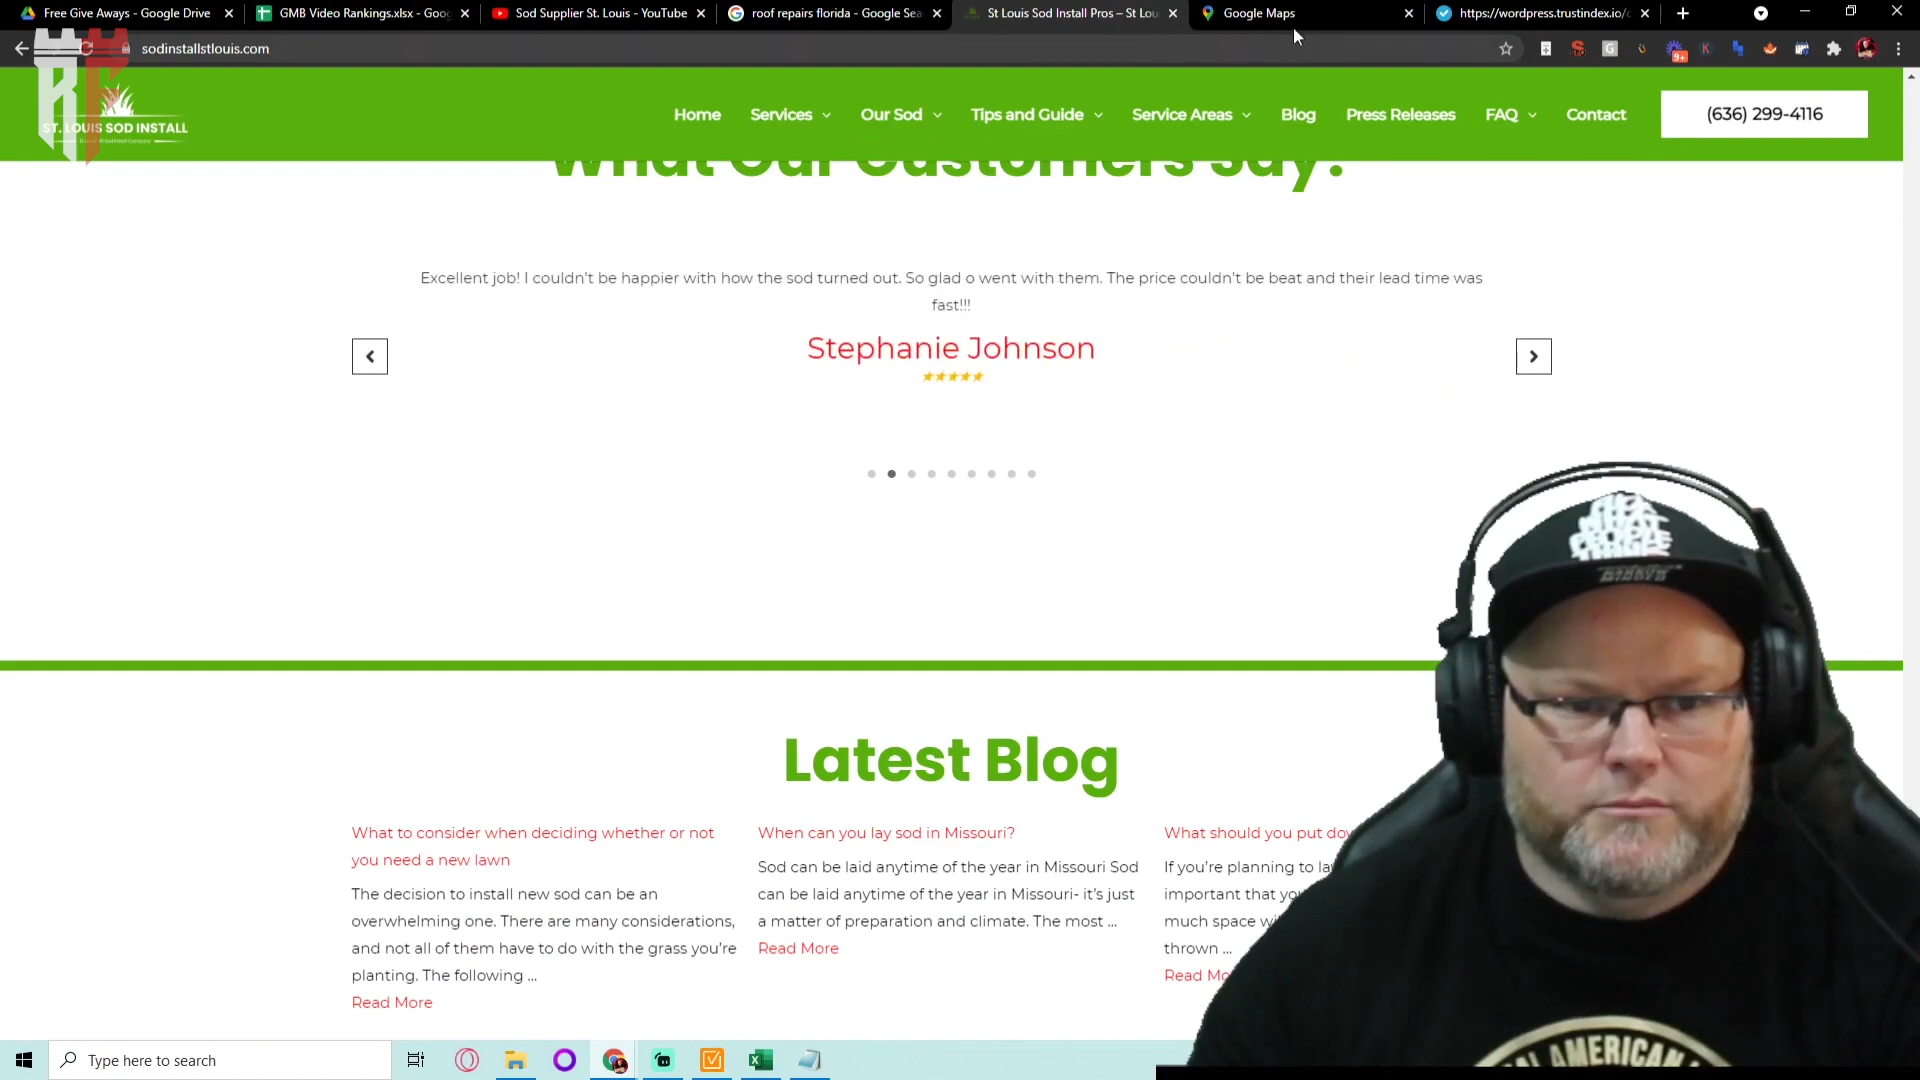 Free Give Aways - Google Drive
GMB Video Rankings.xlsx - Goog
Sod Supplier St. Louis - YouTube
roof repairs florida - Google Sea
St Louis Sod Install Pros – St Lou
Google Maps
https://wordpress.trustindex.io/c
sodinstallstlouis.com
9+
ST. LOUIS SOD INSTALL
Home
Services
Our Sod
Tips and Guide
Service Areas
Blog
Press Releases
FAQ
Contact
(636) 299-4116
What Our Customers Say?
Excellent job! I couldn't be happier with how the sod turned out. So glad o went with them. The price couldn't be beat and their lead time was
fast!!!
Stephanie Johnson
Latest Blog
What to consider when deciding whether or not
you need a new lawn
The decision to install new sod can be an
overwhelming one. There are many considerations,
and not all of them have to do with the grass you're
planting. The following ...
Read More
When can you lay sod in Missouri?
Sod can be laid anytime of the year in Missouri Sod
can be laid anytime of the year in Missouri- it's just
a matter of preparation and climate. The most ...
Read More
What should you put dow
If you're planning to la
important that you
much space wi
thrown ...
Read Mo
PEOPLE
AMERICAN
Type here to search